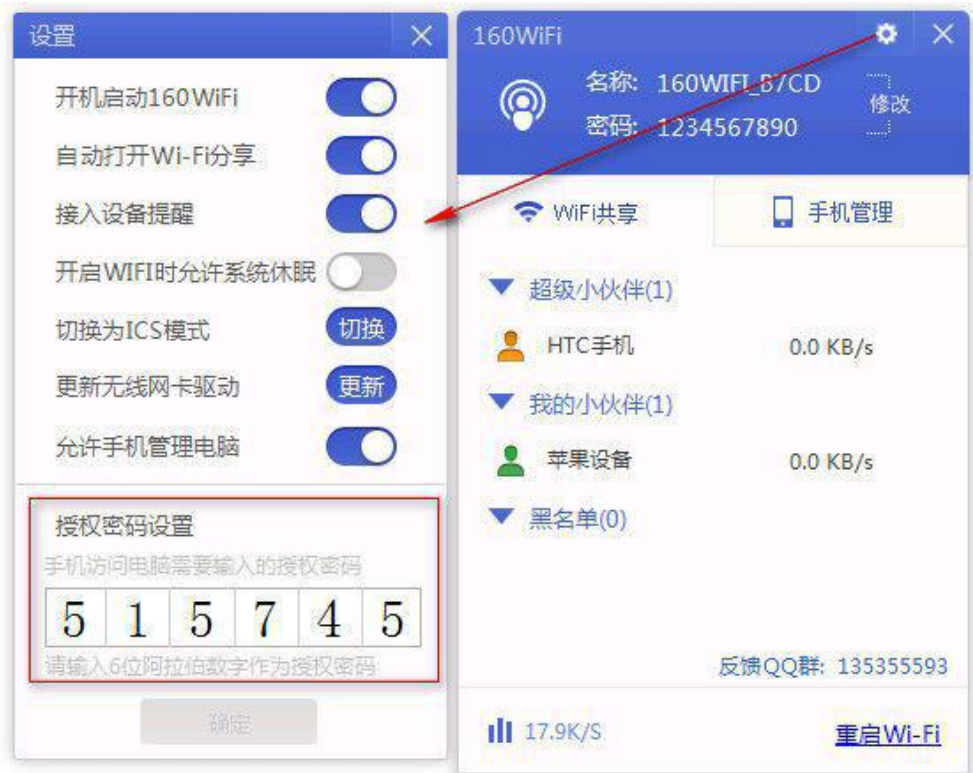 设置
开机启动160WiFi
自动打开Wi-Fi分享
接入设备提醒
开启WIFI时允许系统休眠
切换为ICS模式 切换
更新无线网卡驱动 更新
允许手机管理电脑
授权密码设置
手机访问电脑需要输入的授权密码
5 1 5 7 4 5
请输入6位阿拉伯数字作为授权密码
确定
160WiFi
名称: 160WIFI_B7CD
修改
密码: 1234567890
WiFi共享 手机管理
超级小伙伴(1)
HTC手机 0.0 KB/s
我的小伙伴(1)
苹果设备 0.0 KB/s
黑名单(0)
反馈QQ群: 135355593
17.9K/S 重启Wi-Fi